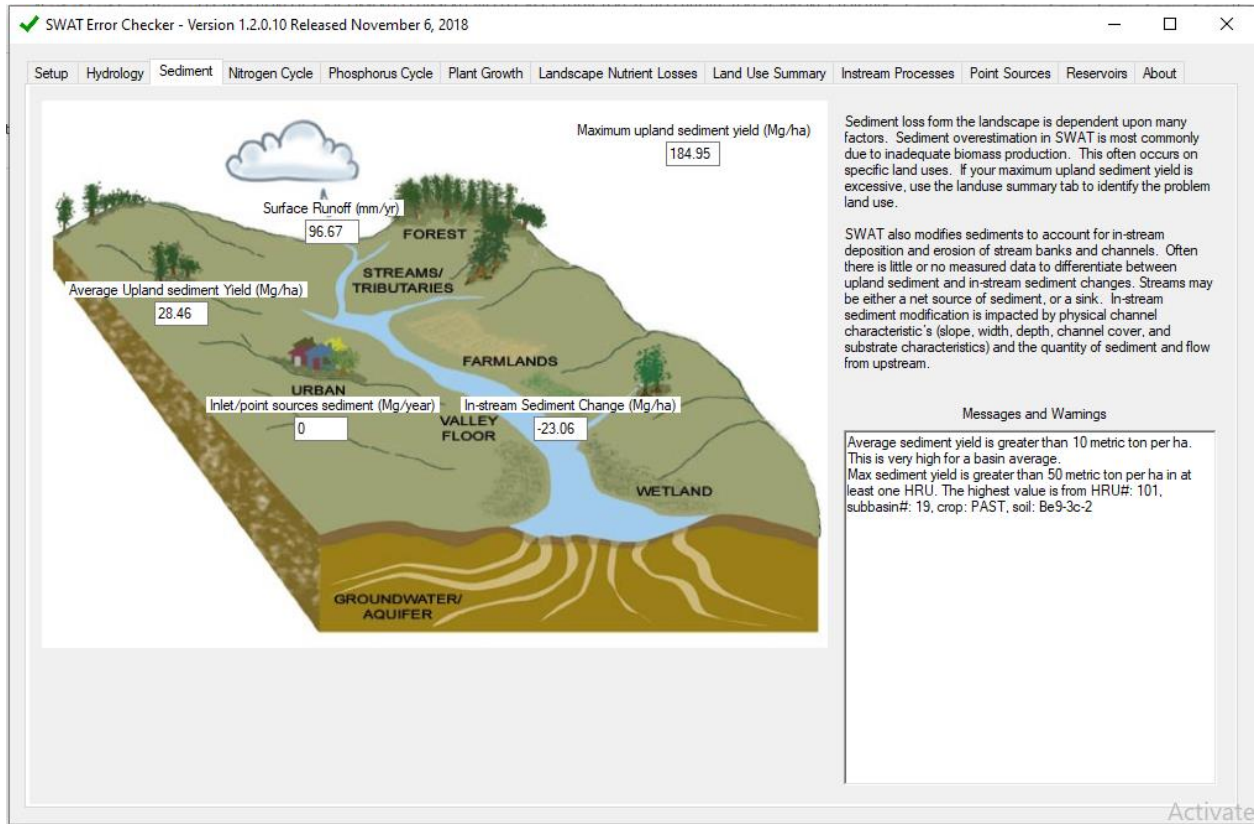 SWAT Error Checker - Version 1.2.0.10 Released November 6, 2018
Setup Hydrology Sediment Nitrogen Cycle Phosphorus Cycle Plant Growth Landscape Nutrient Losses Land Use Summary Instream Processes Point Sources Reservoirs About
Maximum upland sediment yield (Mg/ha)
184.95
Surface Runoff (mm/yr)
96.67
FOREST
STREAMS/
TRIBUTARIES
Average Upland sediment Yield (Mg/ha)
28.46
FARMLANDS
URBAN
Inlet/point sources sediment (Mg/year)
0
In-stream Sediment Change (Mg/ha)
-23.06
VALLEY
FLOOR
WETLAND
GROUNDWATER/
AQUIFER
Sediment loss form the landscape is dependent upon many
factors. Sediment overestimation in SWAT is most commonly
due to inadequate biomass production. This often occurs on
specific land uses. If your maximum upland sediment yield is
excessive, use the landuse summary tab to identify the problem
land use.
SWAT also modifies sediments to account for in-stream
deposition and erosion of stream banks and channels. Often
there is little or no measured data to differentiate between
upland sediment and in-stream sediment changes. Streams may
be either a net source of sediment, or a sink. In-stream
sediment modification is impacted by physical channel
characteristic's (slope, width, depth, channel cover, and
substrate characteristics) and the quantity of sediment and flow
from upstream.
Messages and Warnings
Average sediment yield is greater than 10 metric ton per ha.
This is very high for a basin average.
Max sediment yield is greater than 50 metric ton per ha in at
least one HRU. The highest value is from HRU#: 101,
subbasin#: 19, crop: PAST, soil: Be9-3c-2
Activate